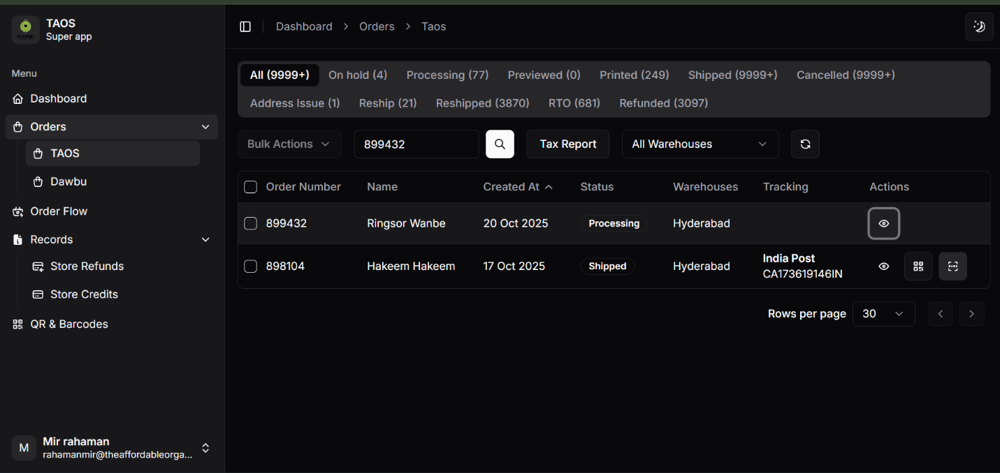 TAOS
Super app
Menu
Dashboard
Orders
TAOS
Dawbu
Order Flow
Records
Store Refunds
Store Credits
QR & Barcodes
M
Mir rahaman
rahamanmir@theaffordableorga...
Dashboard > Orders > Taos
All (9999+) On hold (4) Processing (77) Previewed (0) Printed (249) Shipped (9999+) Cancelled (9999+)
Address Issue (1) Reship (21) Reshipped (3870) RTO (681) Refunded (3097)
Bulk Actions 899432 Tax Report All Warehouses
Order Number Name Created At Status Warehouses Tracking Actions
899432 Ringsor Wanbe 20 Oct 2025 Processing Hyderabad
898104 Hakeem Hakeem 17 Oct 2025 Shipped Hyderabad India Post
CA173619146IN
Rows per page 30